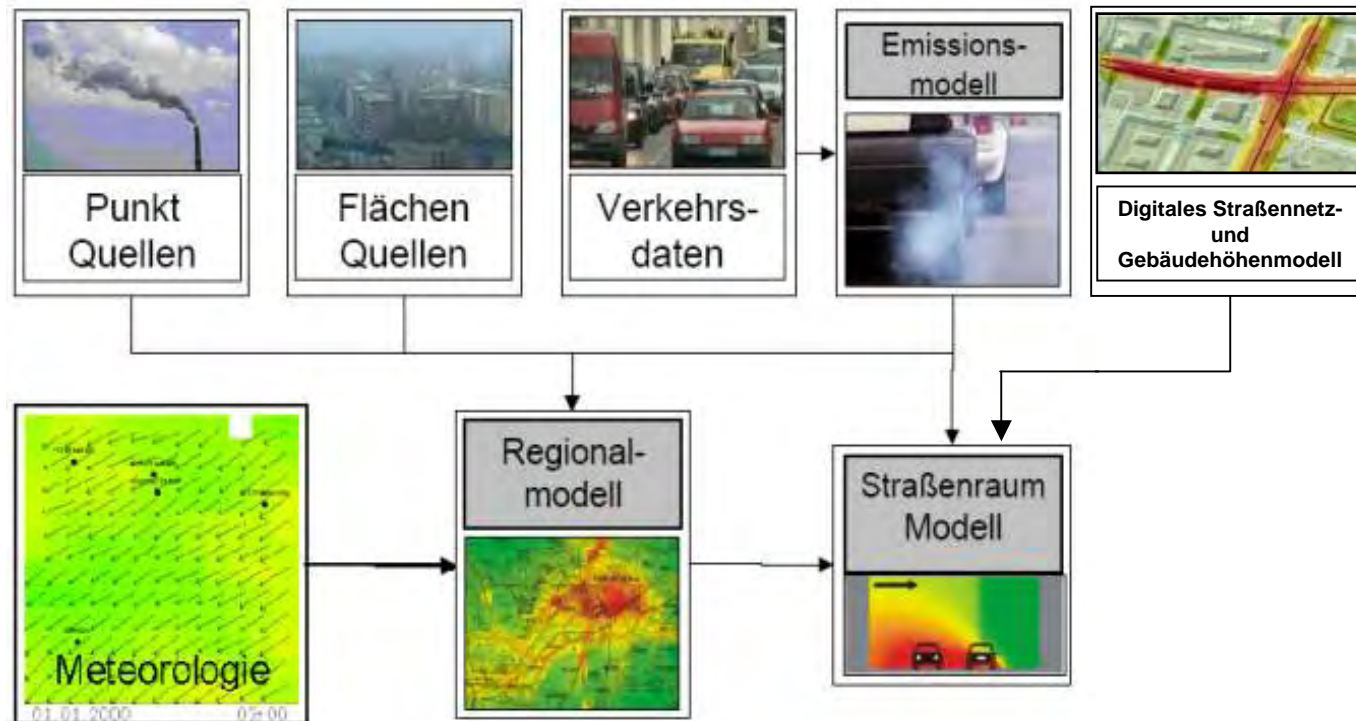 Punkt
Quellen
Flächen
Quellen
Verkehrs-
daten
Emissions-
modell
Digitales Straßennetz-
und
Gebäudehöhenmodell
Regional-
modell
Straßenraum
Modell
Meteorologie
01.01.2000